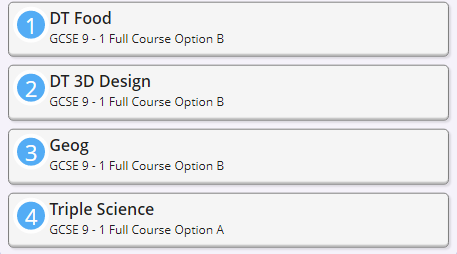 1
DT Food
GCSE 9 - 1 Full Course Option B
2
DT 3D Design
GCSE 9 - 1 Full Course Option B
3
Geog
GCSE 9 - 1 Full Course Option B
4
Triple Science
GCSE 9 - 1 Full Course Option A